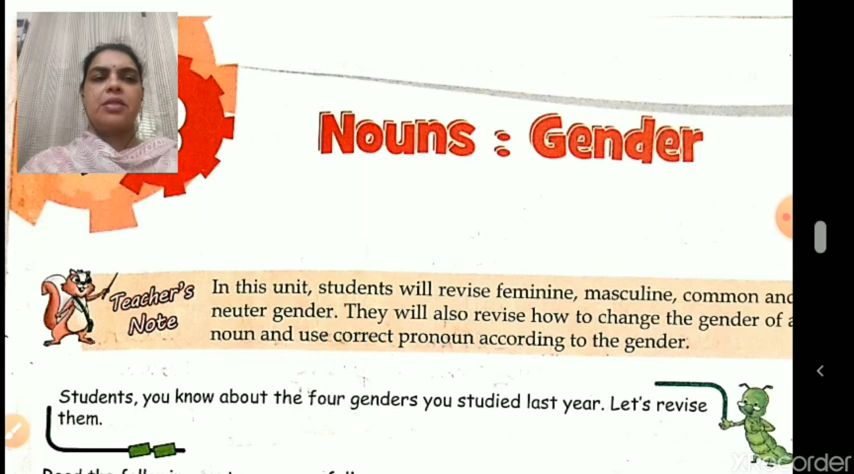 Nouns : Gender
Teacher's
Note
In this unit, students will revise feminine, masculine, common and
neuter gender. They will also revise how to change the gender of a
noun and use correct pronoun according to the gender.
Students, you know about the four genders you studied last year. Let's revise
them.
XRecorder